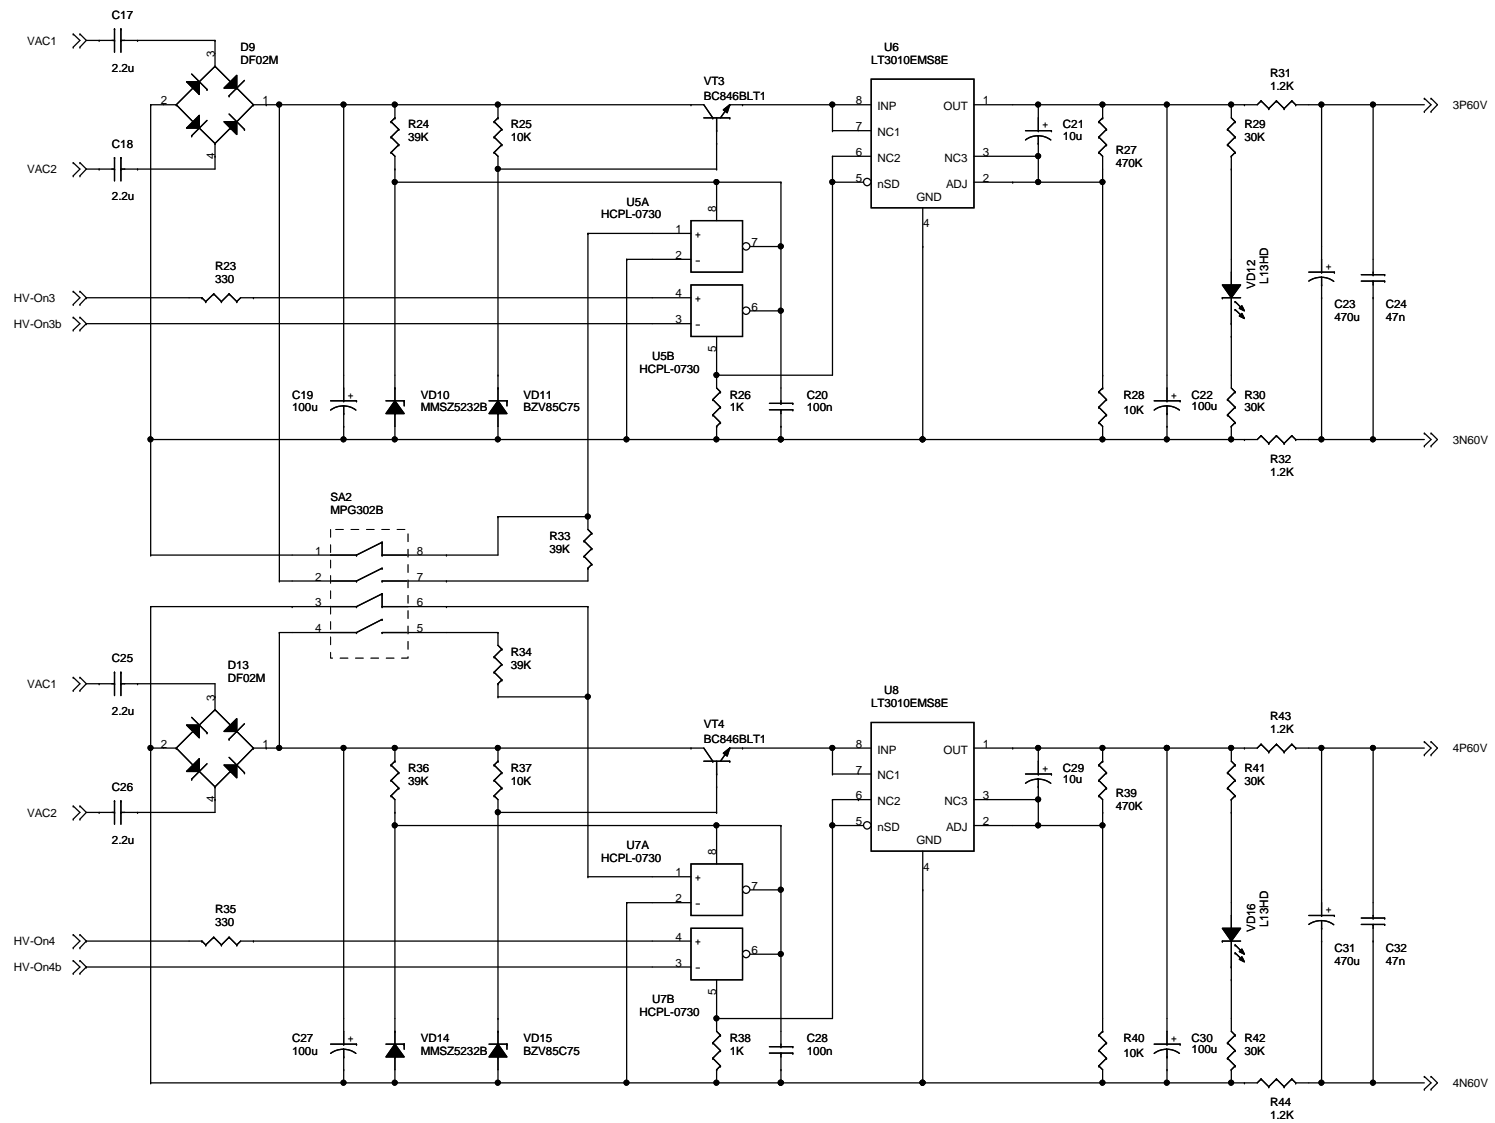 C17
VAC1
2.2u
D9
DF02M
3
2
1
4
C18
VAC2
2.2u
R24
39K
R25
10K
VT3
BC846BLT1
U6
LT3010EMS8E
8
INP
OUT
1
7
NC1
6
NC2
NC3
3
5
nSD
ADJ
2
GND
4
C21
10u
R27
470K
R31
1.2K
R29
30K
3P60V
U5A
HCPL-0730
8
1
+
7
2
-
R23
330
HV-On3
4
+
6
HV-On3b
3
-
5
U5B
HCPL-0730
VD12
L13HD
C23
470u
C24
47n
C19
100u
+
VD10
MMSZ5232B
VD11
BZV85C75
R26
1K
C20
100n
R28
10K
C22
100u
R30
30K
R32
1.2K
3N60V
SA2
MPG302B
1
8
2
7
3
6
4
5
R33
39K
R34
39K
C25
VAC1
2.2u
D13
DF02M
3
2
1
4
C26
VAC2
2.2u
R36
39K
R37
10K
VT4
BC846BLT1
U8
LT3010EMS8E
8
INP
OUT
1
7
NC1
6
NC2
NC3
3
5
nSD
ADJ
2
GND
4
C29
10u
R39
470K
R43
1.2K
R41
30K
4P60V
U7A
HCPL-0730
8
1
+
7
2
-
R35
330
HV-On4
4
+
6
HV-On4b
3
-
5
U7B
HCPL-0730
VD16
L13HD
C31
470u
C32
47n
C27
100u
+
VD14
MMSZ5232B
VD15
BZV85C75
R38
1K
C28
100n
R40
10K
C30
100u
R42
30K
R44
1.2K
4N60V